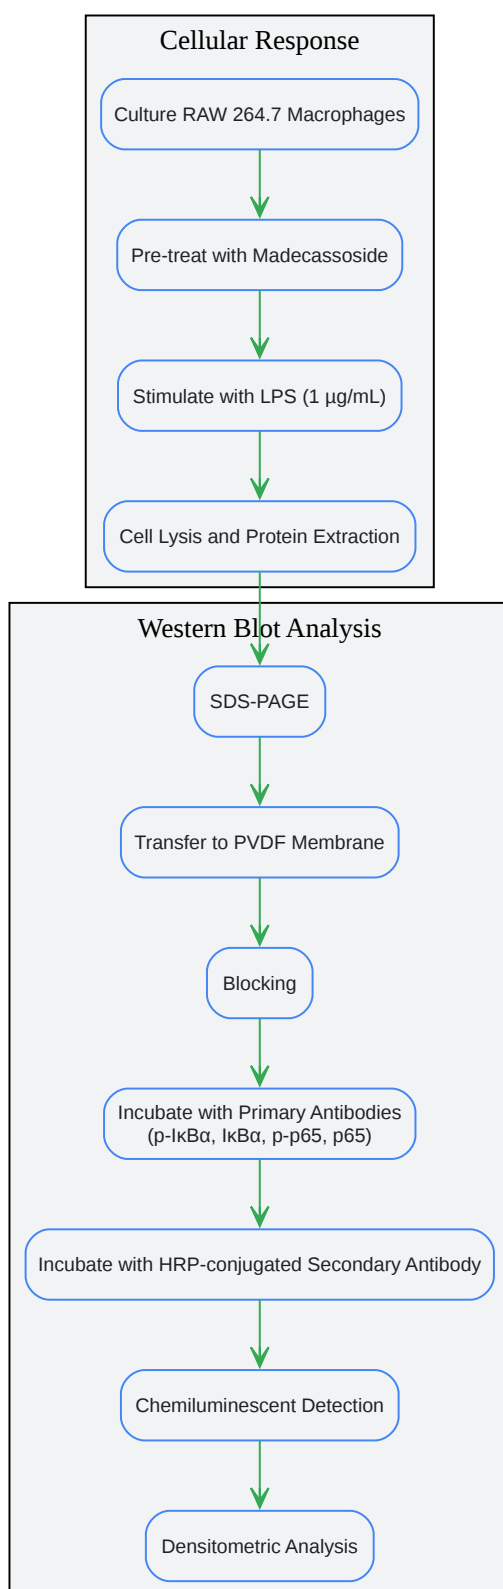 Cellular Response
Culture RAW 264.7 Macrophages
Pre-treat with Madecassoside
Stimulate with LPS (1 µg/mL)
Cell Lysis and Protein Extraction
Western Blot Analysis
SDS-PAGE
Transfer to PVDF Membrane
Blocking
Incubate with Primary Antibodies
(p-IκBα, IκBα, p-p65, p65)
Incubate with HRP-conjugated Secondary Antibody
Chemiluminescent Detection
Densitometric Analysis